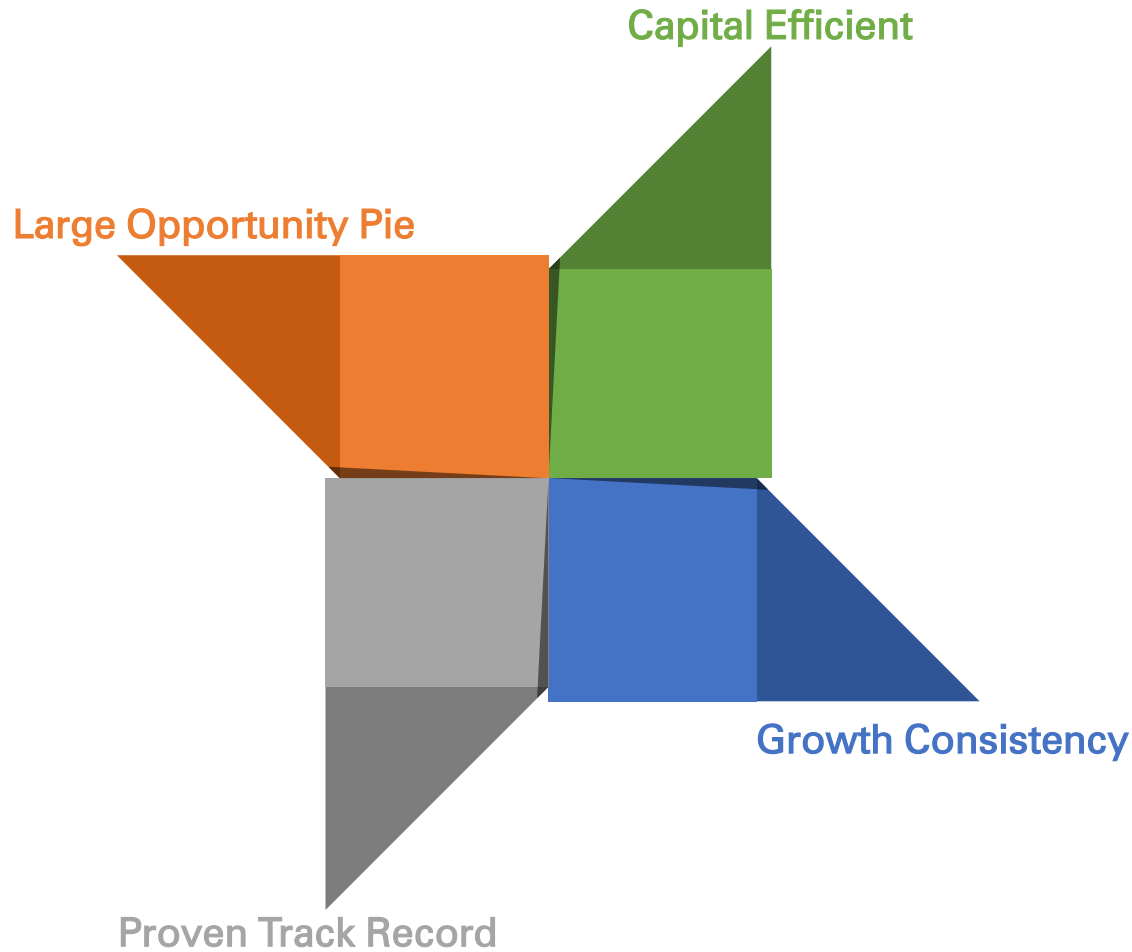 Capital Efficient
Large Opportunity Pie
Growth Consistency
Proven Track Record